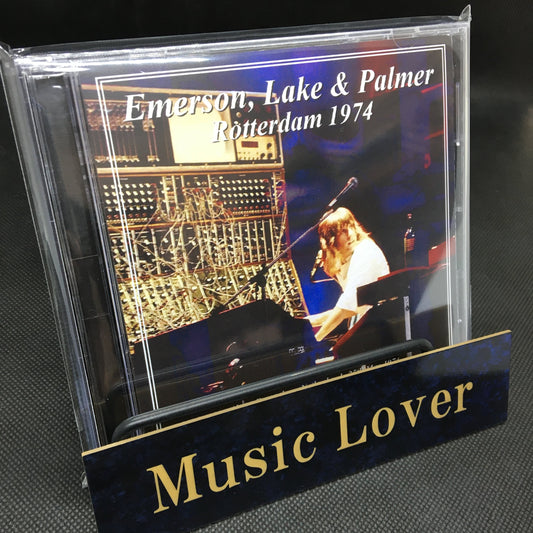 Emerson, Lake & Palmer
Rotterdam 1974
Music Lover